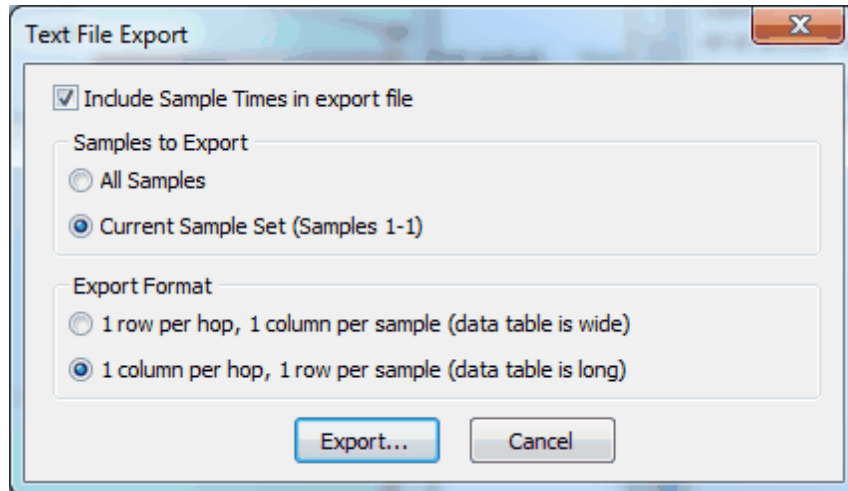 Text File Export
Include Sample Times in export file
Samples to Export
All Samples
Current Sample Set (Samples 1-1)
Export Format
1 row per hop, 1 column per sample (data table is wide)
1 column per hop, 1 row per sample (data table is long)
Export...
Cancel